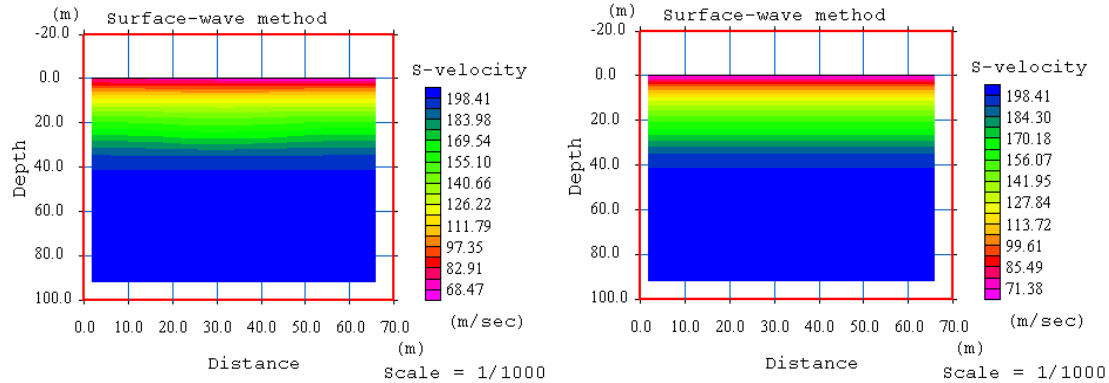 (m) Surface-wave method
-20.0
0.0
20.0
40.0
60.0
80.0
100.0
Depth
0.0 10.0 20.0 30.0 40.0 50.0 60.0 70.0
(m)
Distance
Scale = 1/1000
S-velocity
198.41
183.98
169.54
155.10
140.66
126.22
111.79
97.35
82.91
68.47
(m/sec)
(m) Surface-wave method
-20.0
0.0
20.0
40.0
60.0
80.0
100.0
Depth
0.0 10.0 20.0 30.0 40.0 50.0 60.0 70.0
(m)
Distance
Scale = 1/1000
S-velocity
198.41
184.30
170.18
156.07
141.95
127.84
113.72
99.61
85.49
71.38
(m/sec)